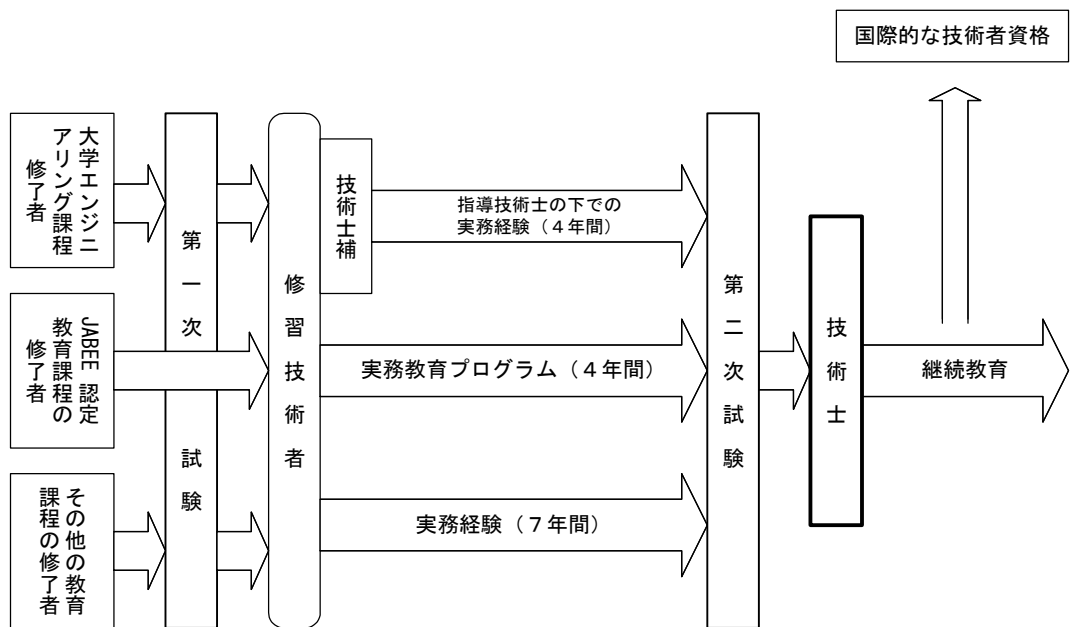 国際的な技術者資格
大学エンジニ
アリング課程
修了者
JABEE 認定
教育課程の
修了者
その他の教育
課程の修了者
第一次試験
修習技術者
技術士補
指導技術士の下での
実務経験（４年間）
実務教育プログラム（４年間）
実務経験（７年間）
第二次試験
技術士
継続教育